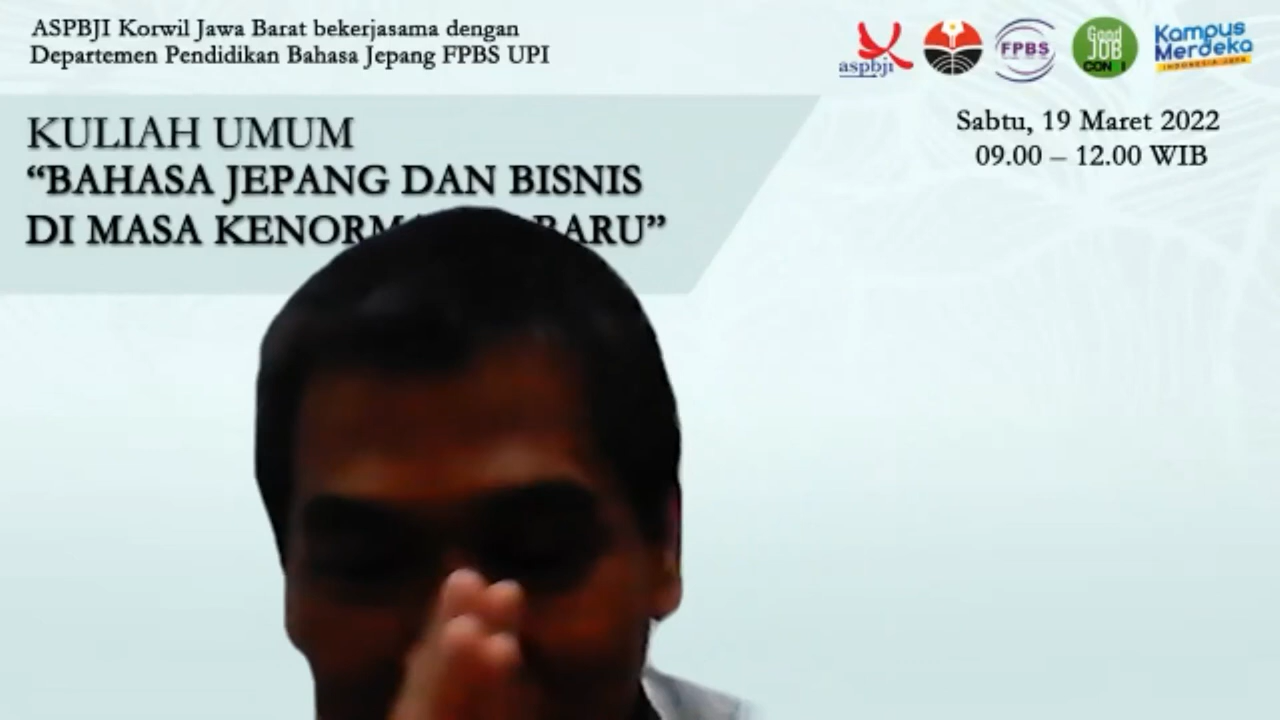 ASPBJI Korwil Jawa Barat bekerjasama dengan
Departemen Pendidikan Bahasa Jepang FPBS UPI
aspbji
FPBS
Good
JOB
Kampus
Merdeka
INDONESIA JAYA
Sabtu, 19 Maret 2022
09.00 – 12.00 WIB
KULIAH UMUM
“BAHASA JEPANG DAN BISNIS
DI MASA BARU”